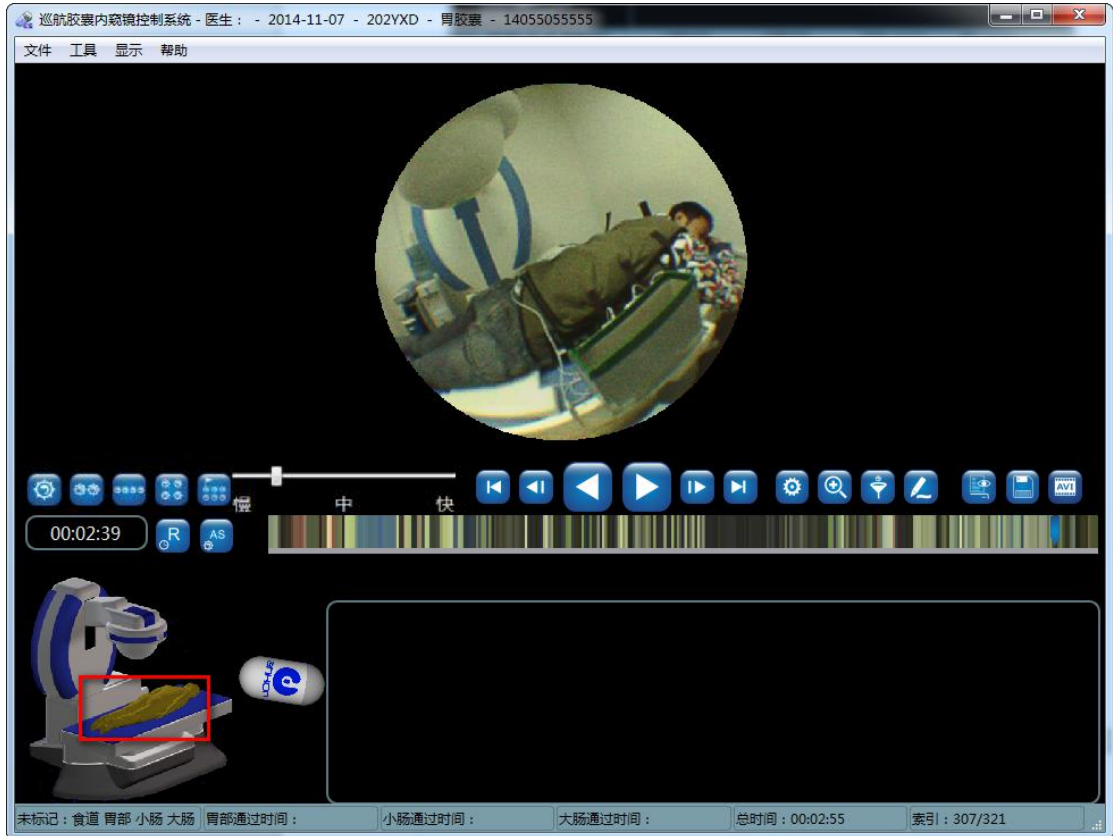 巡航胶囊内窥镜控制系统 - 医生： - 2014-11-07 - 202YXD - 胃胶囊 - 14055055555
文件 工具 显示 帮助
慢 中 快
AVI
00:02:39 R AS
ANHON
未标记：食道 胃部 小肠 大肠 胃部通过时间： 小肠通过时间： 大肠通过时间： 总时间：00:02:55 索引：307/321